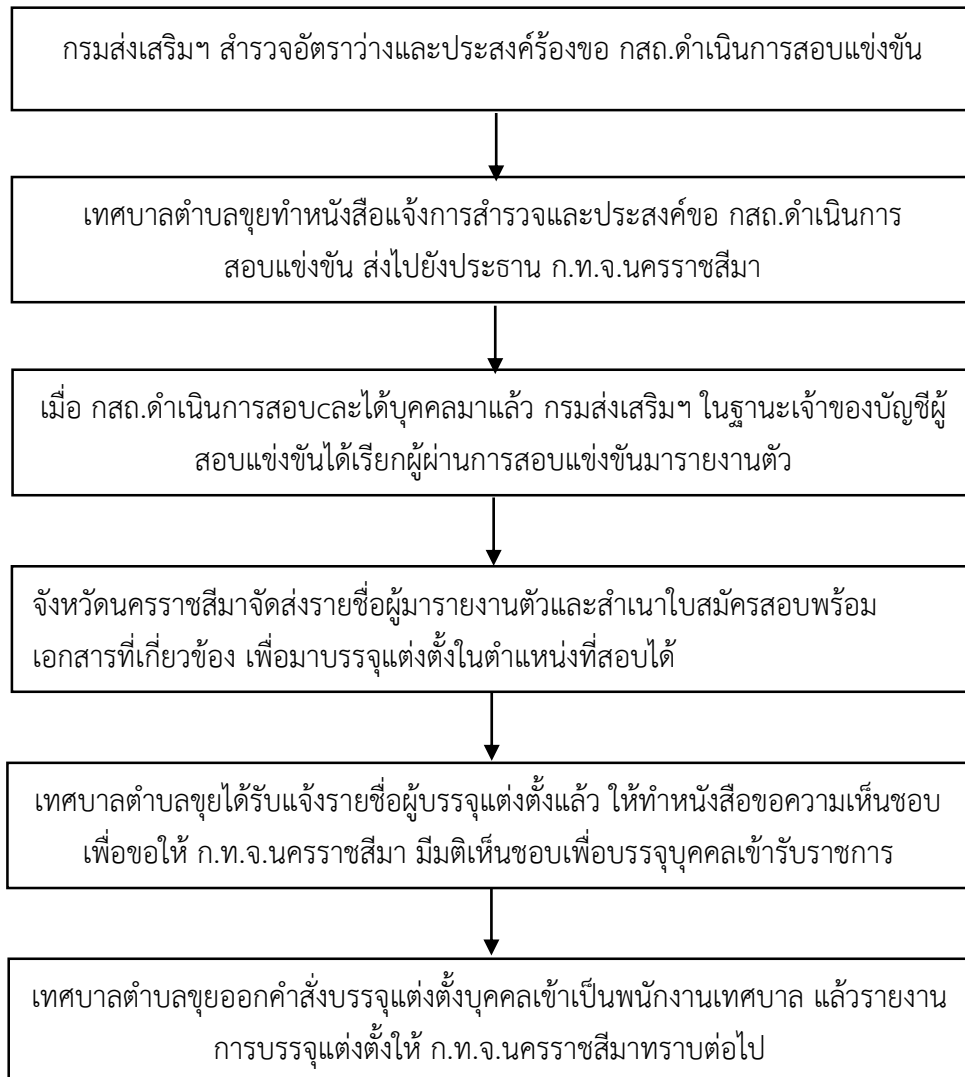 กรมส่งเสริมฯ สำรวจอัตราว่างและประสงค์ร้องขอ กสถ.ดำเนินการสอบแข่งขัน
เทศบาลตำบลขุยทำหนังสือแจ้งการสำรวจและประสงค์ขอ กสถ.ดำเนินการ
สอบแข่งขัน ส่งไปยังประธาน ก.ท.จ.นครราชสีมา
เมื่อ กสถ.ดำเนินการสอบcละได้บุคคลมาแล้ว กรมส่งเสริมฯ ในฐานะเจ้าของบัญชีผู้
สอบแข่งขันได้เรียกผู้ผ่านการสอบแข่งขันมารายงานตัว
จังหวัดนครราชสีมาจัดส่งรายชื่อผู้มารายงานตัวและสำเนาใบสมัครสอบพร้อม
เอกสารที่เกี่ยวข้อง เพื่อมาบรรจุแต่งตั้งในตำแหน่งที่สอบได้
เทศบาลตำบลขุยได้รับแจ้งรายชื่อผู้บรรจุแต่งตั้งแล้ว ให้ทำหนังสือขอความเห็นชอบ
เพื่อขอให้ ก.ท.จ.นครราชสีมา มีมติเห็นชอบเพื่อบรรจุบุคคลเข้ารับราชการ
เทศบาลตำบลขุยออกคำสั่งบรรจุแต่งตั้งบุคคลเข้าเป็นพนักงานเทศบาล แล้วรายงาน
การบรรจุแต่งตั้งให้ ก.ท.จ.นครราชสีมาทราบต่อไป